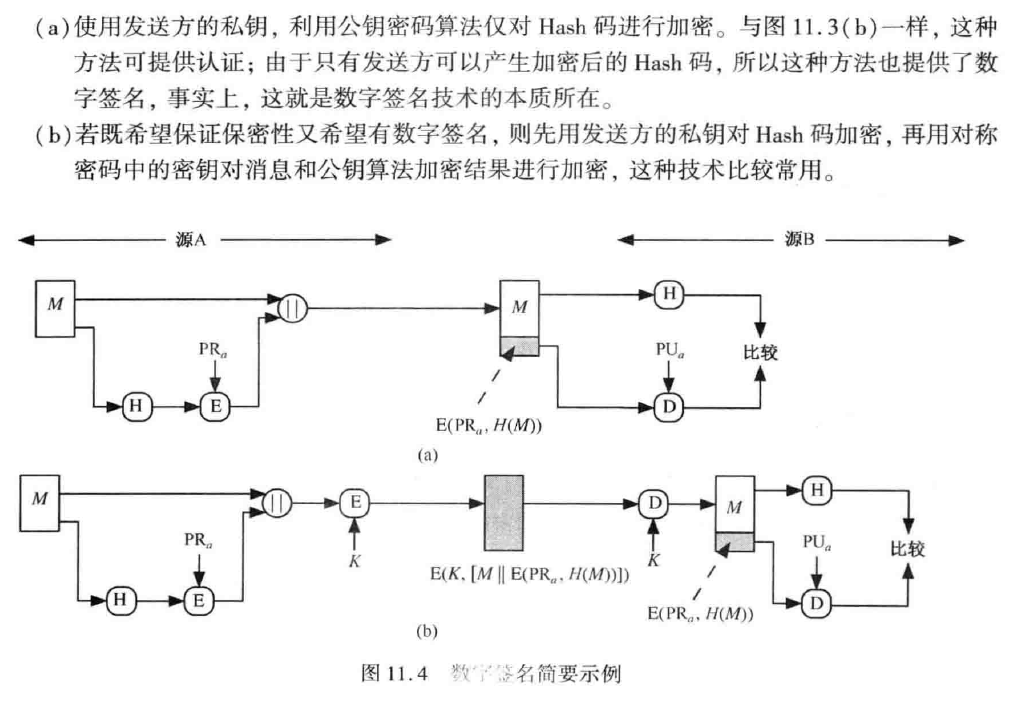 (a)使用发送方的私钥，利用公钥密码算法仅对 Hash 码进行加密。与图 11.3(b)一样，这种
方法可提供认证；由于只有发送方可以产生加密后的 Hash 码，所以这种方法也提供了数
字签名，事实上，这就是数字签名技术的本质所在。
(b)若既希望保证保密性又希望有数字签名，则先用发送方的私钥对 Hash 码加密，再用对称
密码中的密钥对消息和公钥算法加密结果进行加密，这种技术比较常用。
源A 源B
M || M H
PRa PUa 比较
H E D
E(PRa, H(M))
(a)
M || E D M H
PRa K E(K, [M || E(PRa, H(M))]) K PUa 比较
H E D
E(PRa, H(M))
(b)
图 11.4 数字签名简要示例